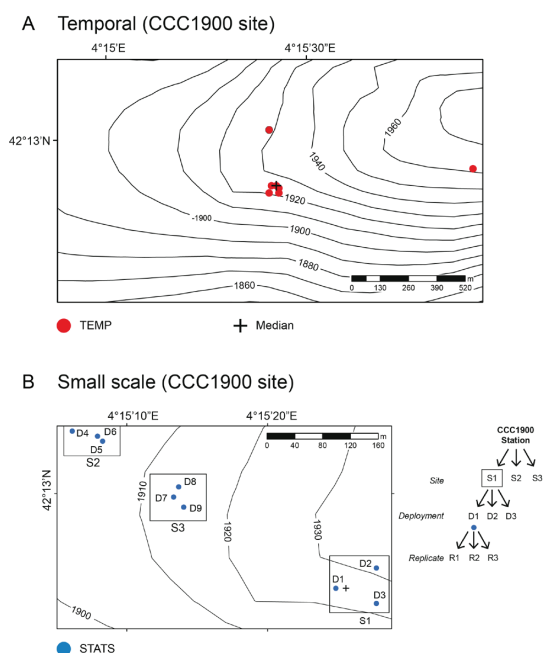 A Temporal (CCC1900 site)
4°15'E 4°15'30"E
42°13'N
1960
1940
1920
-1900
1900
1880
1860
m
0 130 260 390 520
TEMP Median
B Small scale (CCC1900 site)
4°15'10"E 4°15'20"E
42°13'N
D4 D6
D5
S2
D8
D7
D9
S3
1910
1920
1930
1900
m
0 40 80 120 160
D2
D1
D3
S1
STATS
CCC1900
Station
Site S1 S2 S3
Deployment D1 D2 D3
Replicate R1 R2 R3